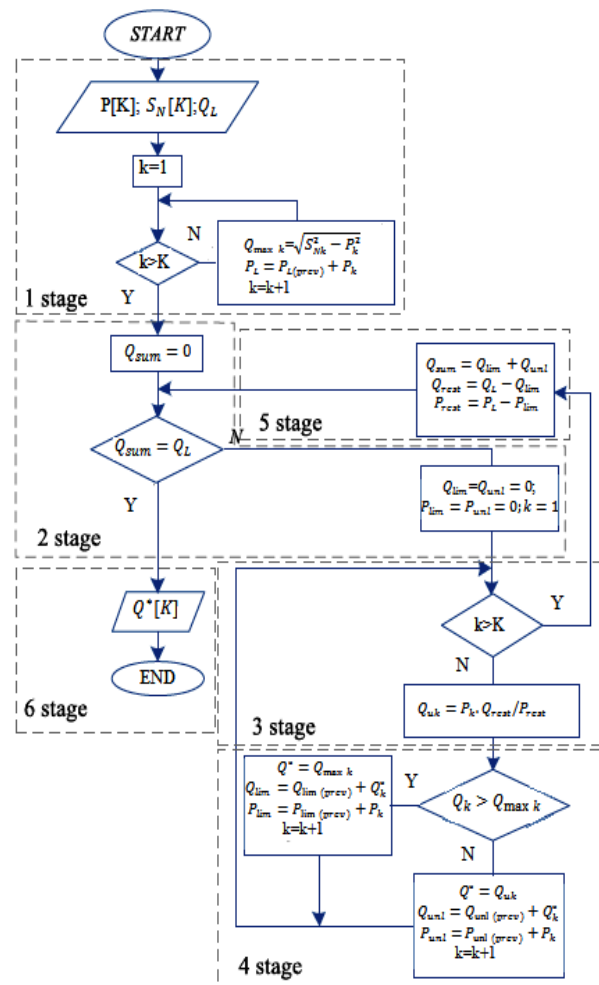 START
P[K]; S_N[K];Q_L
k=1
N
Q_max k=√S²_Nk − P²_k
P_L = P_L(prev) + P_k
k=k+1
k>K
Y
1 stage
Q_sum = 0
Q_sum = Q_lim + Q_unl
Q_rest = Q_L − Q_lim
P_rest = P_L − P_lim
5 stage
Q_sum = Q_L
N
Y
Q_lim=Q_unl = 0;
P_lim = P_unl = 0; k = 1
2 stage
Q*[K]
END
6 stage
k>K
Y
N
Q_uk = P_k. Q_rest/P_rest
3 stage
Q* = Q_max k
Q_lim = Q_lim (prev) + Q*_k
P_lim = P_lim (prev) + P_k
k=k+1
Y
Q_k > Q_max k
N
Q* = Q_uk
Q_unl = Q_unl (prev) + Q*_k
P_unl = P_unl (prev) + P_k
k=k+1
4 stage